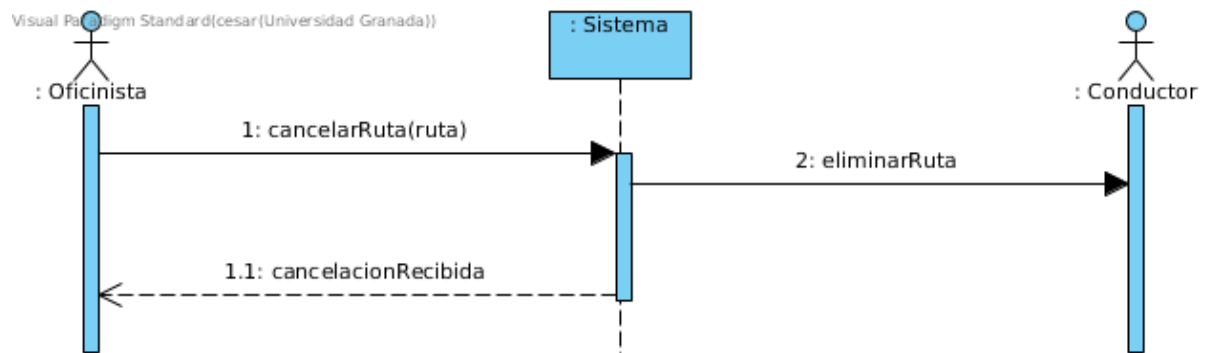 Visual Paradigm Standard(cesar(Universidad Granada))
: Sistema
: Oficinista
: Conductor
1: cancelarRuta(ruta)
2: eliminarRuta
1.1: cancelacionRecibida